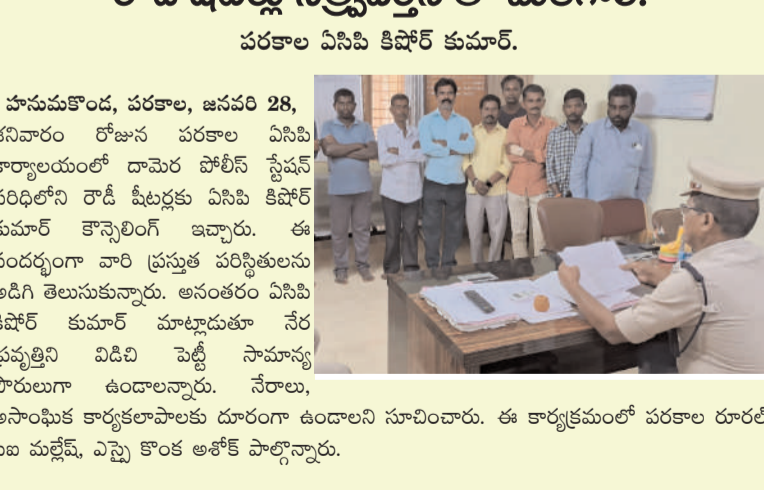 పరకాల ఏసిపి కిషోర్ కుమార్.
హనుమకొండ, పరకాల, జనవరి 28,
శనివారం రోజున పరకాల ఏసిపి
కార్యాలయంలో దామెర పోలీస్ స్టేషన్
పరిధిలోని రౌడీ షీటర్లకు ఏసిపి కిషోర్
కుమార్ కౌన్సెలింగ్ ఇచ్చారు. ఈ
సందర్భంగా వారి ప్రస్తుత పరిస్థితులను
అడిగి తెలుసుకున్నారు. అనంతరం ఏసిపి
కిషోర్ కుమార్ మాట్లాడుతూ నేర
ప్రవృత్తిని విడిచి పెట్టి సామాన్య
పౌరులుగా ఉండాలన్నారు. నేరాలు,
అసాంఘిక కార్యకలాపాలకు దూరంగా ఉండాలని సూచించారు. ఈ కార్యక్రమంలో పరకాల రూరల్
సిఐ మల్లేష్, ఎస్సై కొంక అశోక్ పాల్గొన్నారు.